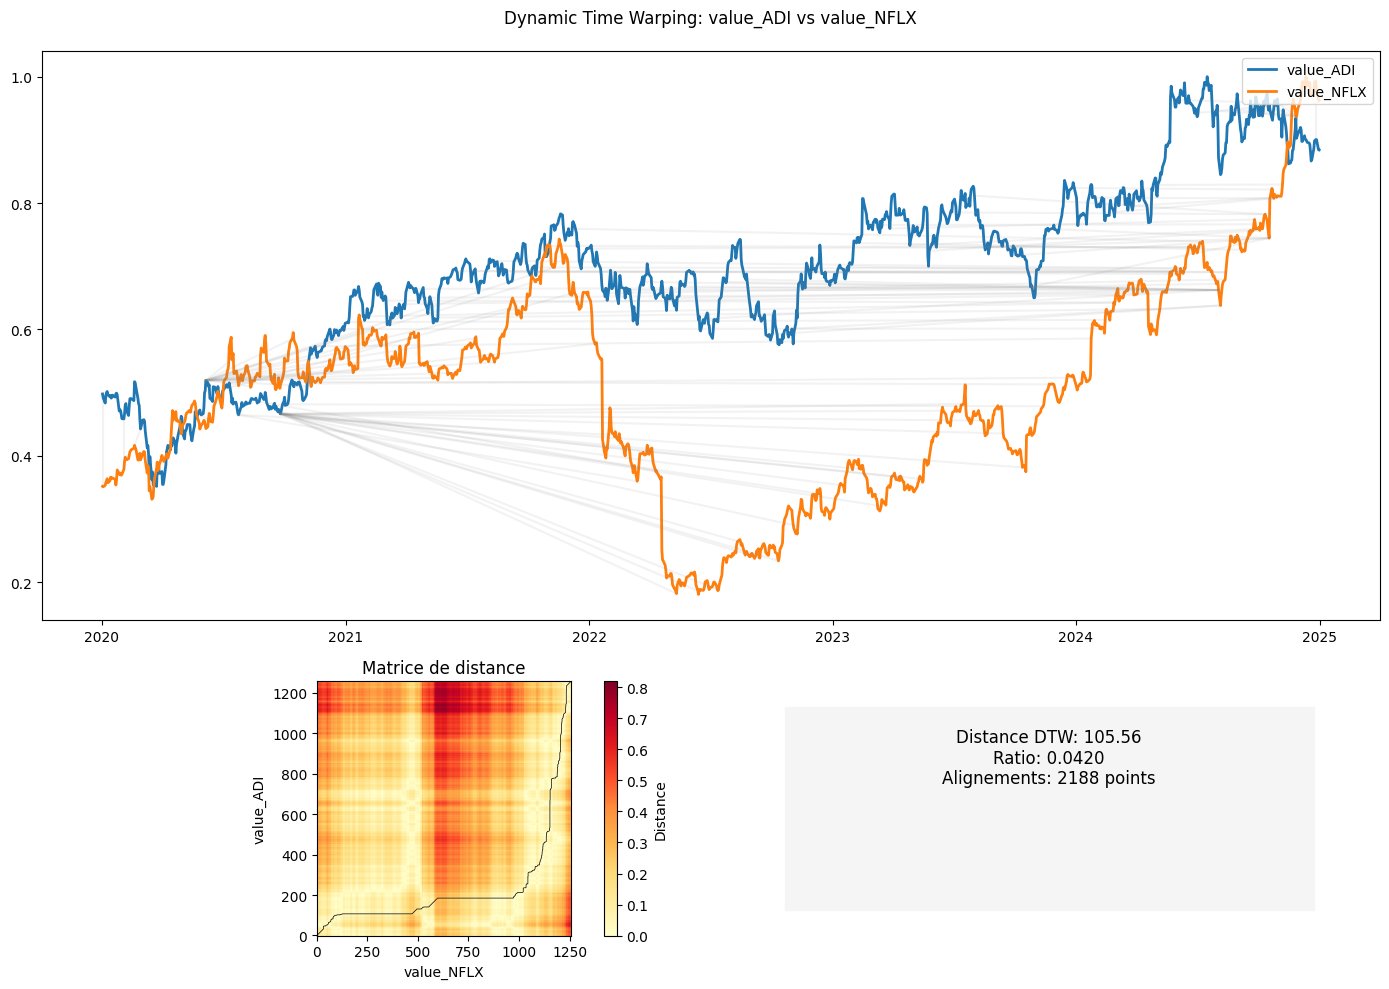 Dynamic Time Warping: value_ADI vs value_NFLX
1.0
0.8
0.6
0.4
0.2
value_ADI
value_NFLX
2020 2021 2022 2023 2024 2025
Matrice de distance
1200
1000
800
600
400
200
0
value_ADI
0 250 500 750 1000 1250
value_NFLX
0.8
0.7
0.6
0.5
0.4
0.3
0.2
0.1
0.0
Distance
Distance DTW: 105.56
Ratio: 0.0420
Alignements: 2188 points